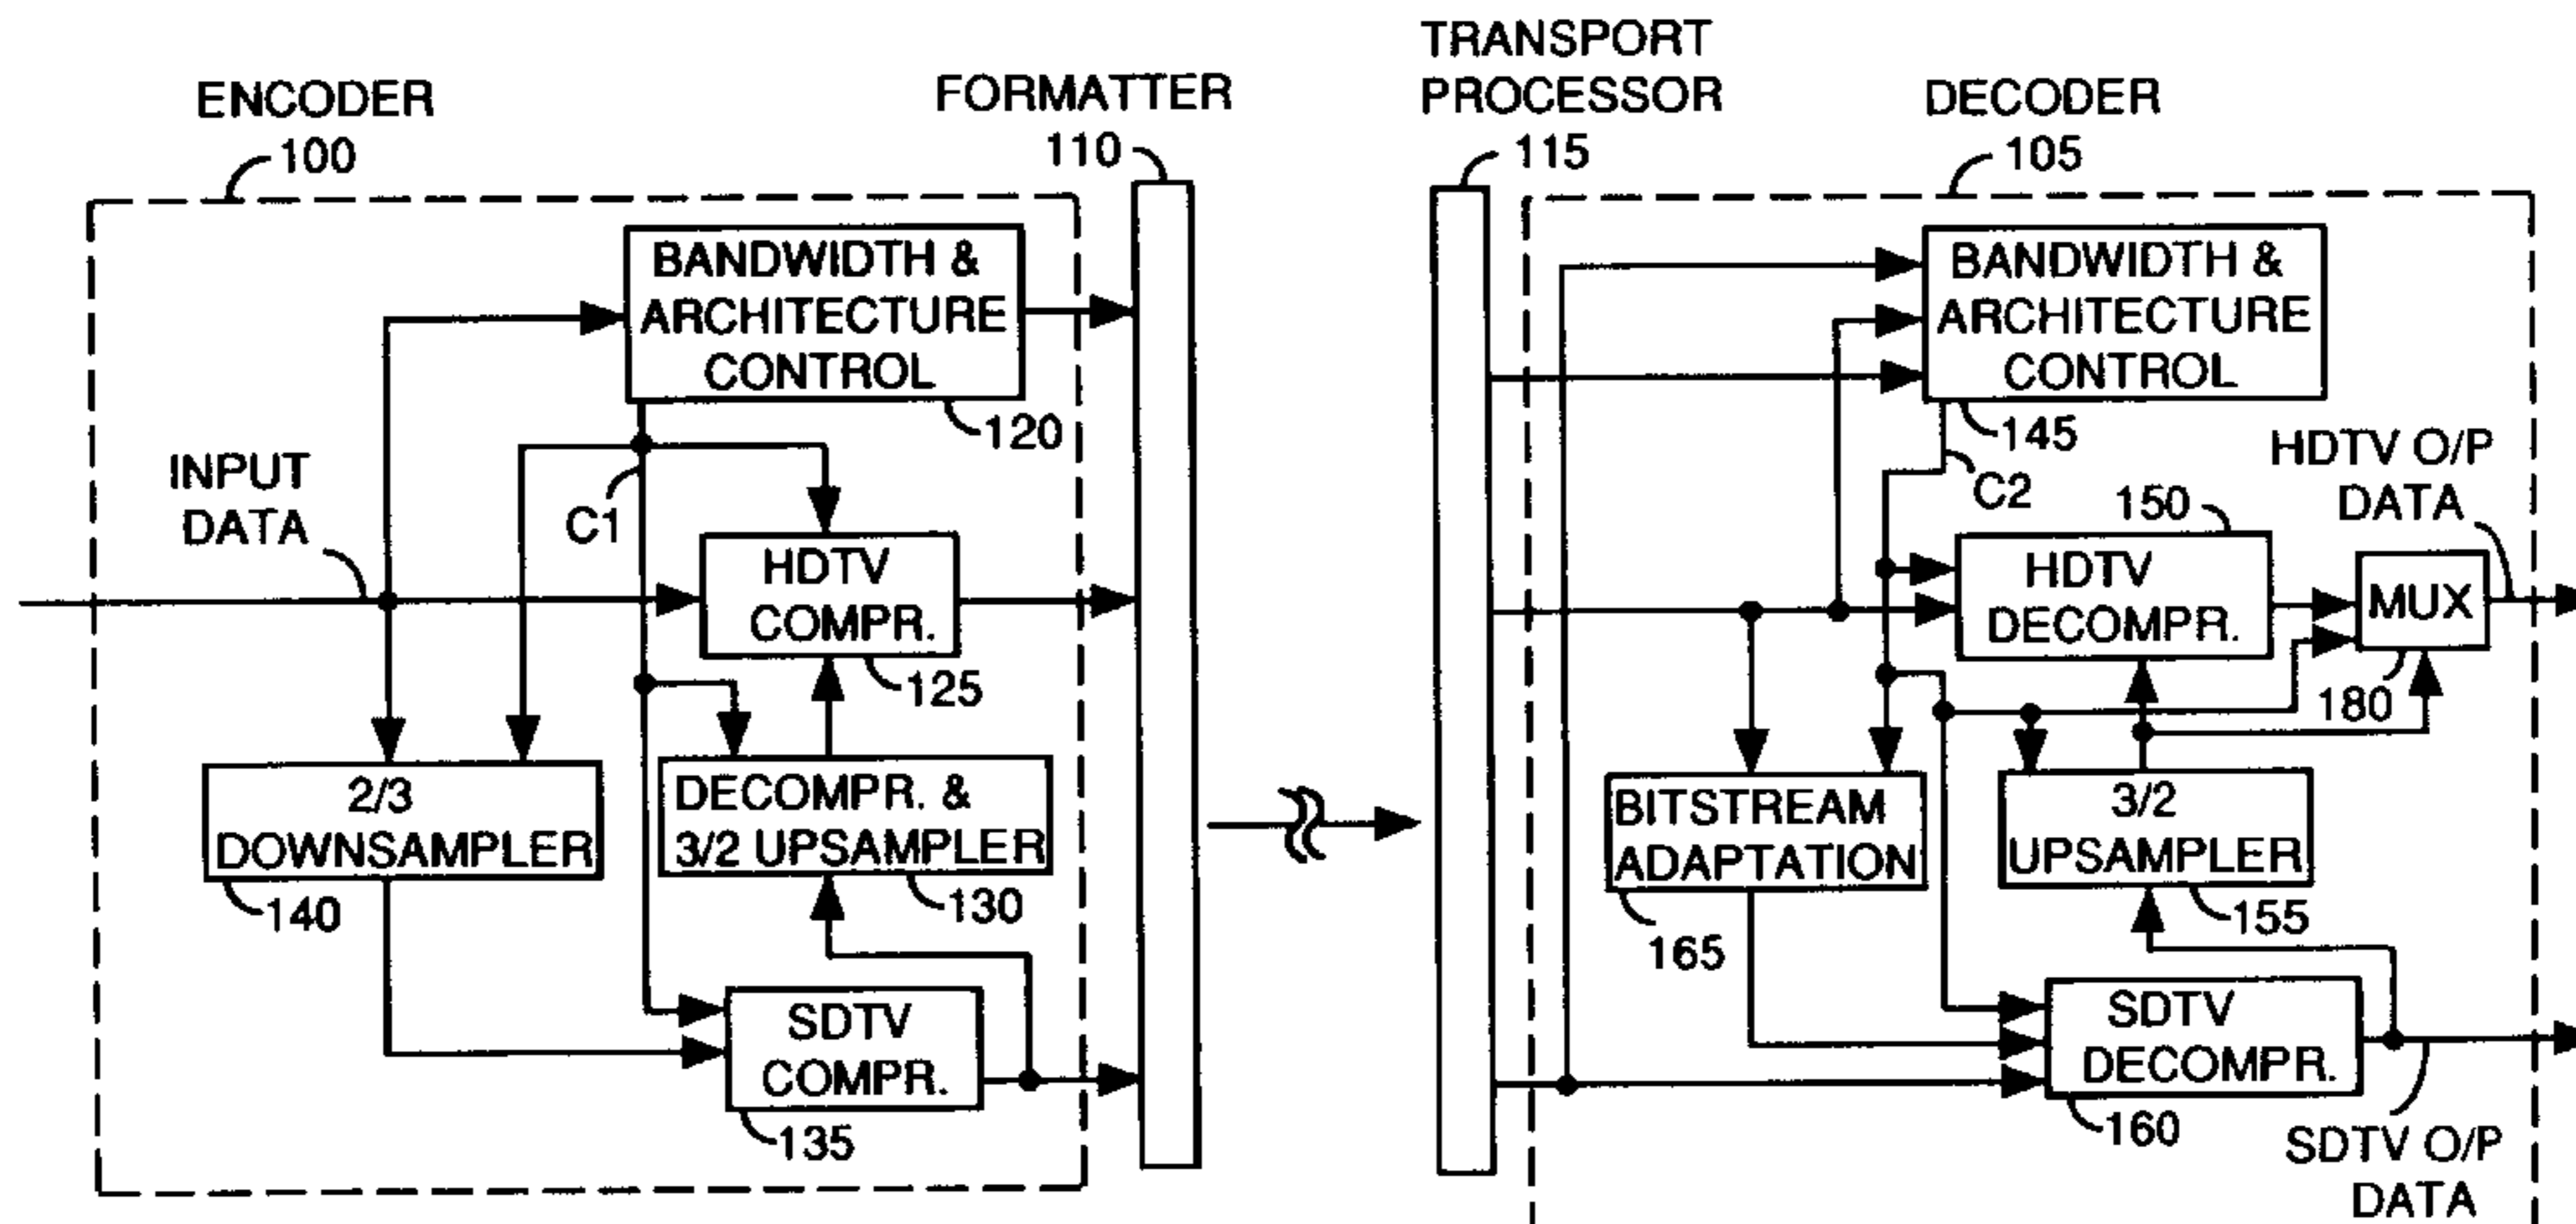 ENCODER
100
FORMATTER
110
TRANSPORT
PROCESSOR
115
DECODER
105
BANDWIDTH &
ARCHITECTURE
CONTROL
120
INPUT
DATA
C1
HDTV
COMPR.
125
2/3
DOWNSAMPLER
140
DECOMPR. &
3/2 UPSAMPLER
130
SDTV
COMPR.
135
BANDWIDTH &
ARCHITECTURE
CONTROL
145
C2
HDTV O/P
DATA
150
HDTV
DECOMPR.
MUX
180
BITSTREAM
ADAPTATION
165
3/2
UPSAMPLER
155
SDTV
DECOMPR.
160
SDTV O/P
DATA